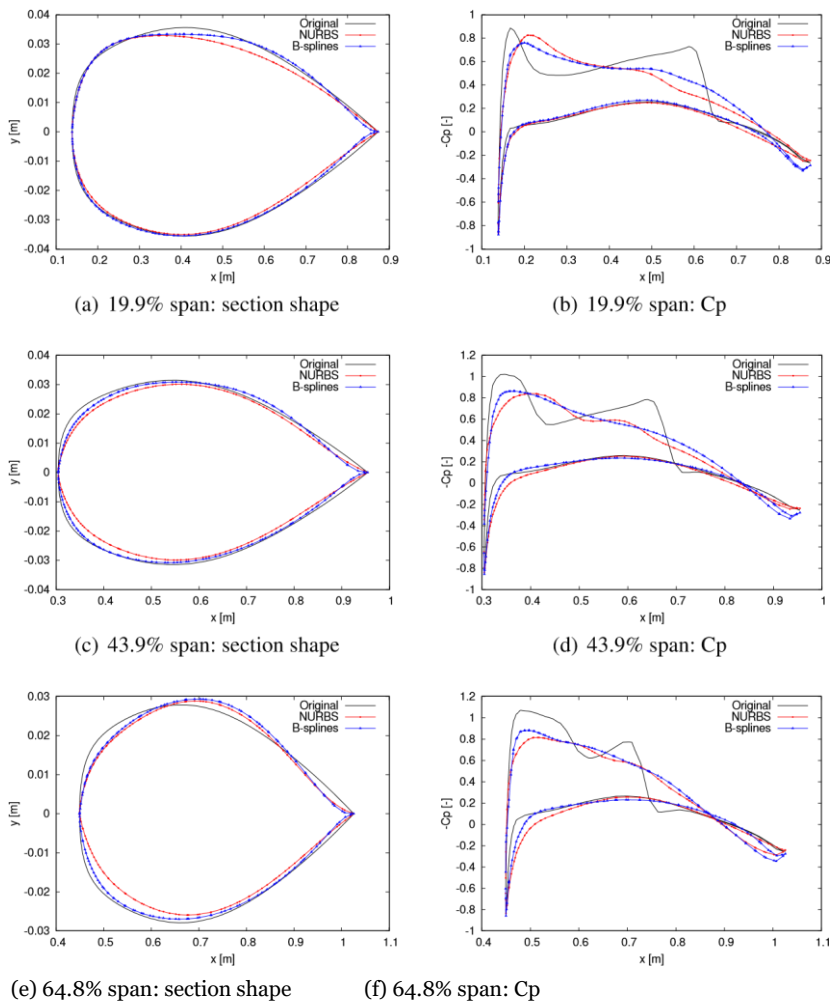 0.04
0.03
0.02
0.01
0
-0.01
-0.02
-0.03
-0.04
y [m]
Original
NURBS
B-splines
0.1 0.2 0.3 0.4 0.5 0.6 0.7 0.8 0.9
x [m]
(a) 19.9% span: section shape
1
0.8
0.6
0.4
0.2
0
-0.2
-0.4
-0.6
-0.8
-1
-Cp [-]
Original
NURBS
B-splines
0.1 0.2 0.3 0.4 0.5 0.6 0.7 0.8 0.9
x [m]
(b) 19.9% span: Cp
0.04
0.03
0.02
0.01
0
-0.01
-0.02
-0.03
-0.04
y [m]
Original
NURBS
B-splines
0.3 0.4 0.5 0.6 0.7 0.8 0.9 1
x [m]
(c) 43.9% span: section shape
1.2
1
0.8
0.6
0.4
0.2
0
-0.2
-0.4
-0.6
-0.8
-1
-Cp [-]
Original
NURBS
B-splines
0.3 0.4 0.5 0.6 0.7 0.8 0.9 1
x [m]
(d) 43.9% span: Cp
0.03
0.02
0.01
0
-0.01
-0.02
-0.03
y [m]
Original
NURBS
B-splines
0.4 0.5 0.6 0.7 0.8 0.9 1 1.1
x [m]
(e) 64.8% span: section shape
1.2
1
0.8
0.6
0.4
0.2
0
-0.2
-0.4
-0.6
-0.8
-1
-Cp [-]
Original
NURBS
B-splines
0.4 0.5 0.6 0.7 0.8 0.9 1 1.1
x [m]
(f) 64.8% span: Cp